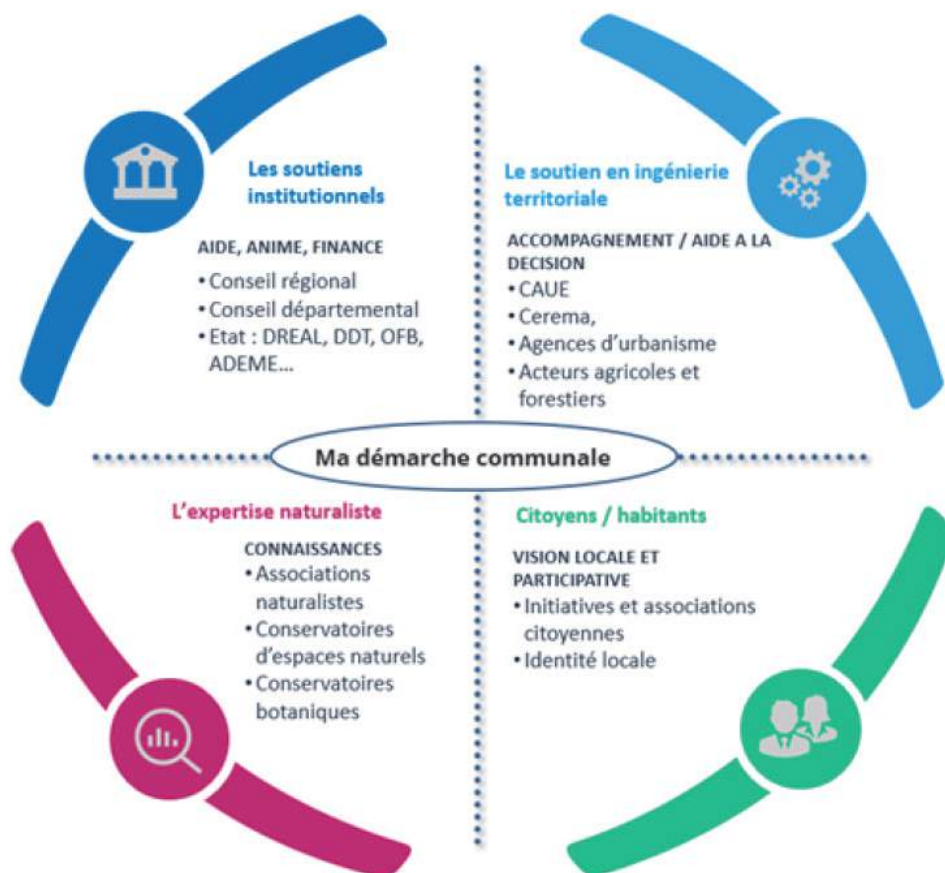 Les soutiens
institutionnels
AIDE, ANIME, FINANCE
• Conseil régional
• Conseil départemental
• Etat : DREAL, DDT, OFB,
ADEME...
Le soutien en ingénierie
territoriale
ACCOMPAGNEMENT / AIDE A LA
DECISION
• CAUE
• Cerema,
• Agences d'urbanisme
• Acteurs agricoles et
forestiers
Ma démarche communale
L'expertise naturaliste
CONNAISSANCES
• Associations
naturalistes
• Conservatoires
d'espaces naturels
• Conservatoires
botaniques
Citoyens / habitants
VISION LOCALE ET
PARTICIPATIVE
• Initiatives et associations
citoyennes
• Identité locale